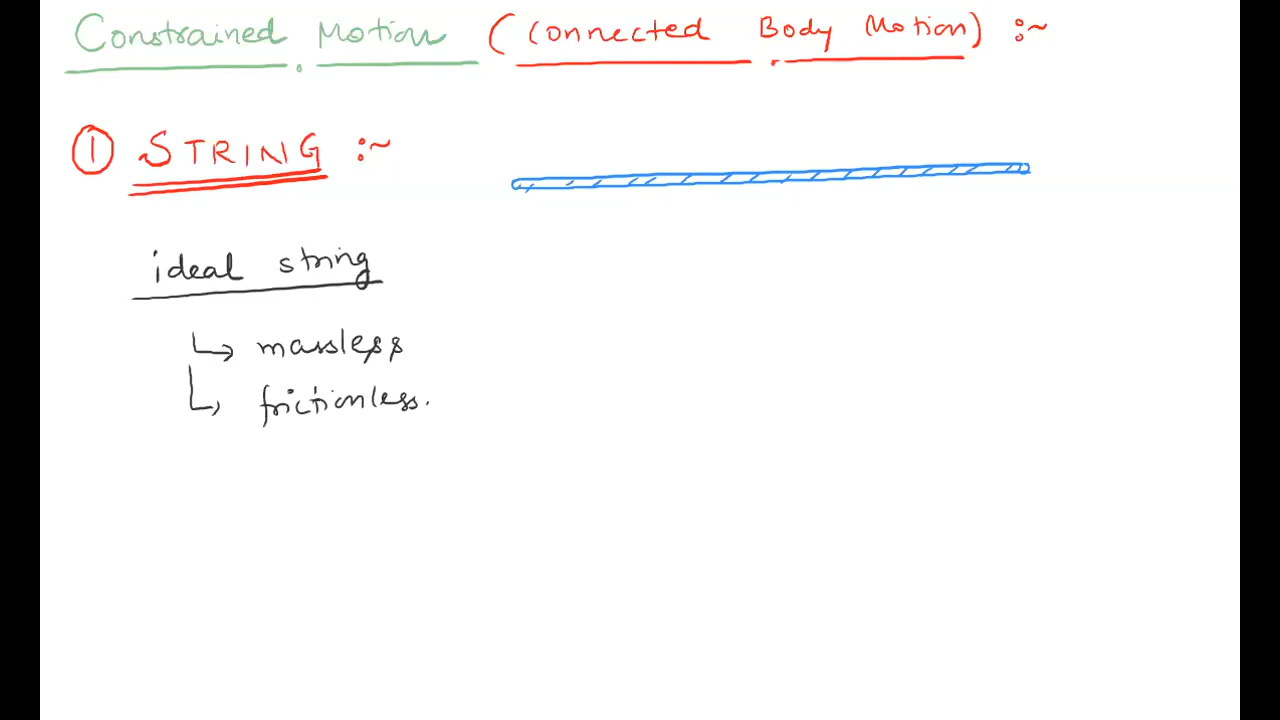 Constrained Motion (Connected Body Motion) :~
① STRING :~
ideal string
↳ massless
↳ frictionless.